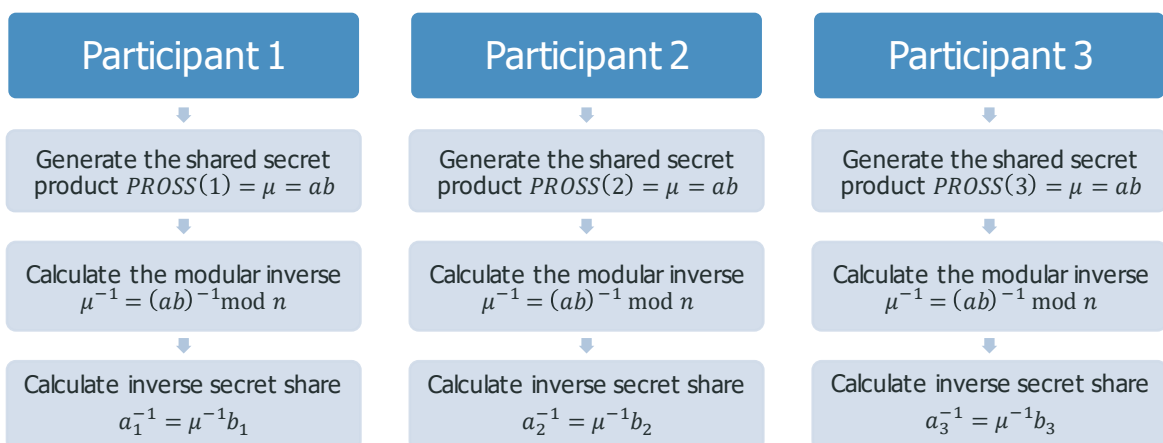 Participant 1
Generate the shared secret
product PROSS(1) = μ = ab
Calculate the modular inverse
μ⁻¹ = (ab)⁻¹ mod n
Calculate inverse secret share
a₁⁻¹ = μ⁻¹b₁
Participant 2
Generate the shared secret
product PROSS(2) = μ = ab
Calculate the modular inverse
μ⁻¹ = (ab)⁻¹ mod n
Calculate inverse secret share
a₂⁻¹ = μ⁻¹b₂
Participant 3
Generate the shared secret
product PROSS(3) = μ = ab
Calculate the modular inverse
μ⁻¹ = (ab)⁻¹ mod n
Calculate inverse secret share
a₃⁻¹ = μ⁻¹b₃